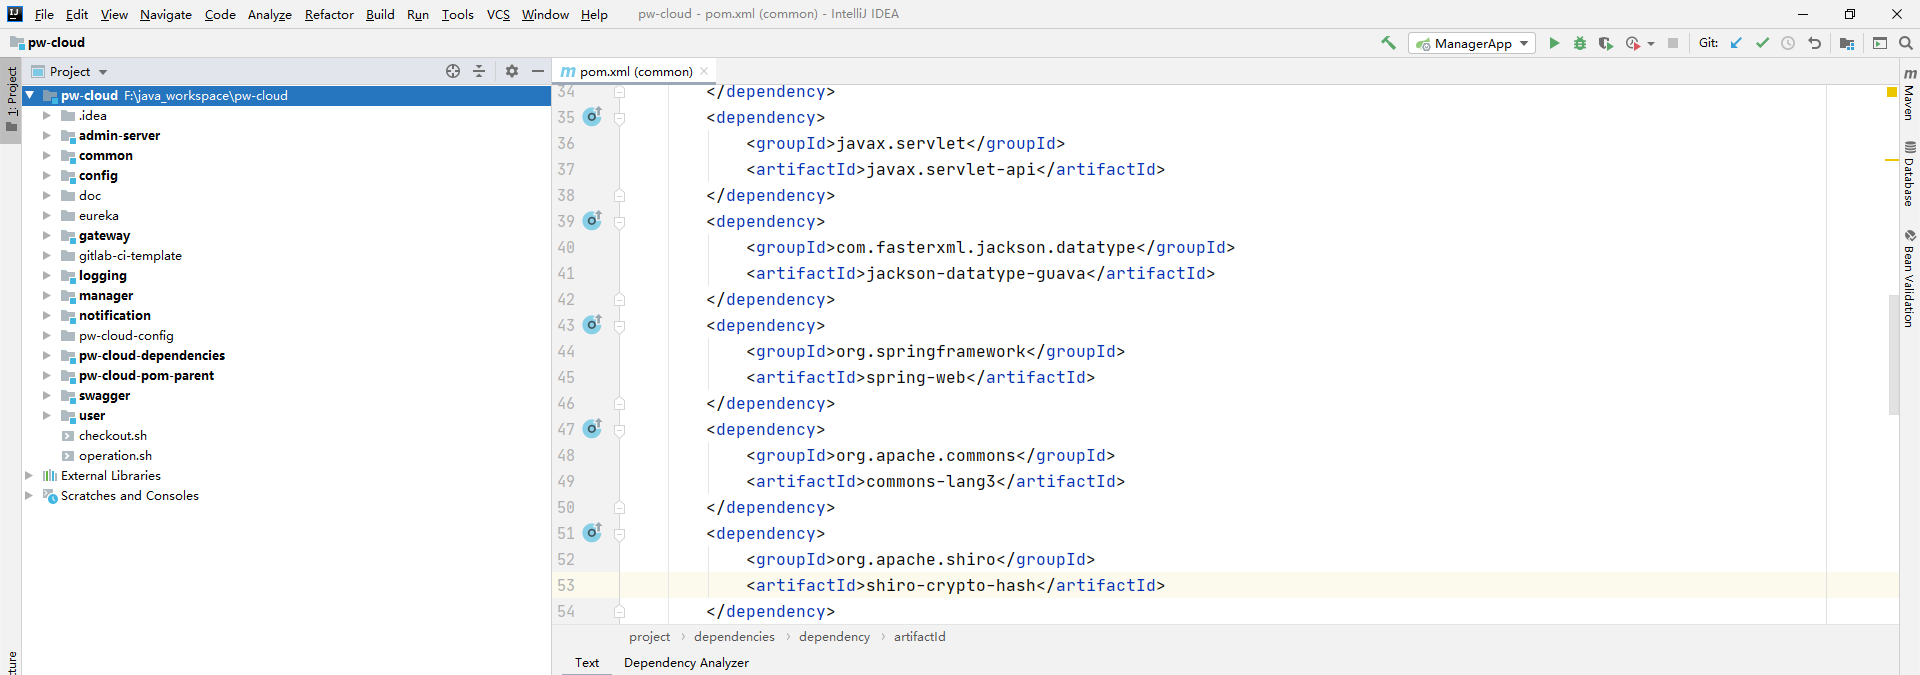 File Edit View Navigate Code Analyze Refactor Build Run Tools VCS Window Help pw-cloud - pom.xml (common) - IntelliJ IDEA
pw-cloud
ManagerApp
Git:
1: Project
Project
pw-cloud F:\java_workspace\pw-cloud
.idea
admin-server
common
config
doc
eureka
gateway
gitlab-ci-template
logging
manager
notification
pw-cloud-config
pw-cloud-dependencies
pw-cloud-pom-parent
swagger
user
checkout.sh
operation.sh
External Libraries
Scratches and Consoles
m pom.xml (common)
34 </dependency>
35 <dependency>
36 <groupId>javax.servlet</groupId>
37 <artifactId>javax.servlet-api</artifactId>
38 </dependency>
39 <dependency>
40 <groupId>com.fasterxml.jackson.datatype</groupId>
41 <artifactId>jackson-datatype-guava</artifactId>
42 </dependency>
43 <dependency>
44 <groupId>org.springframework</groupId>
45 <artifactId>spring-web</artifactId>
46 </dependency>
47 <dependency>
48 <groupId>org.apache.commons</groupId>
49 <artifactId>commons-lang3</artifactId>
50 </dependency>
51 <dependency>
52 <groupId>org.apache.shiro</groupId>
53 <artifactId>shiro-crypto-hash</artifactId>
54 </dependency>
project › dependencies › dependency › artifactId
Text Dependency Analyzer
m Maven
Database
Bean Validation